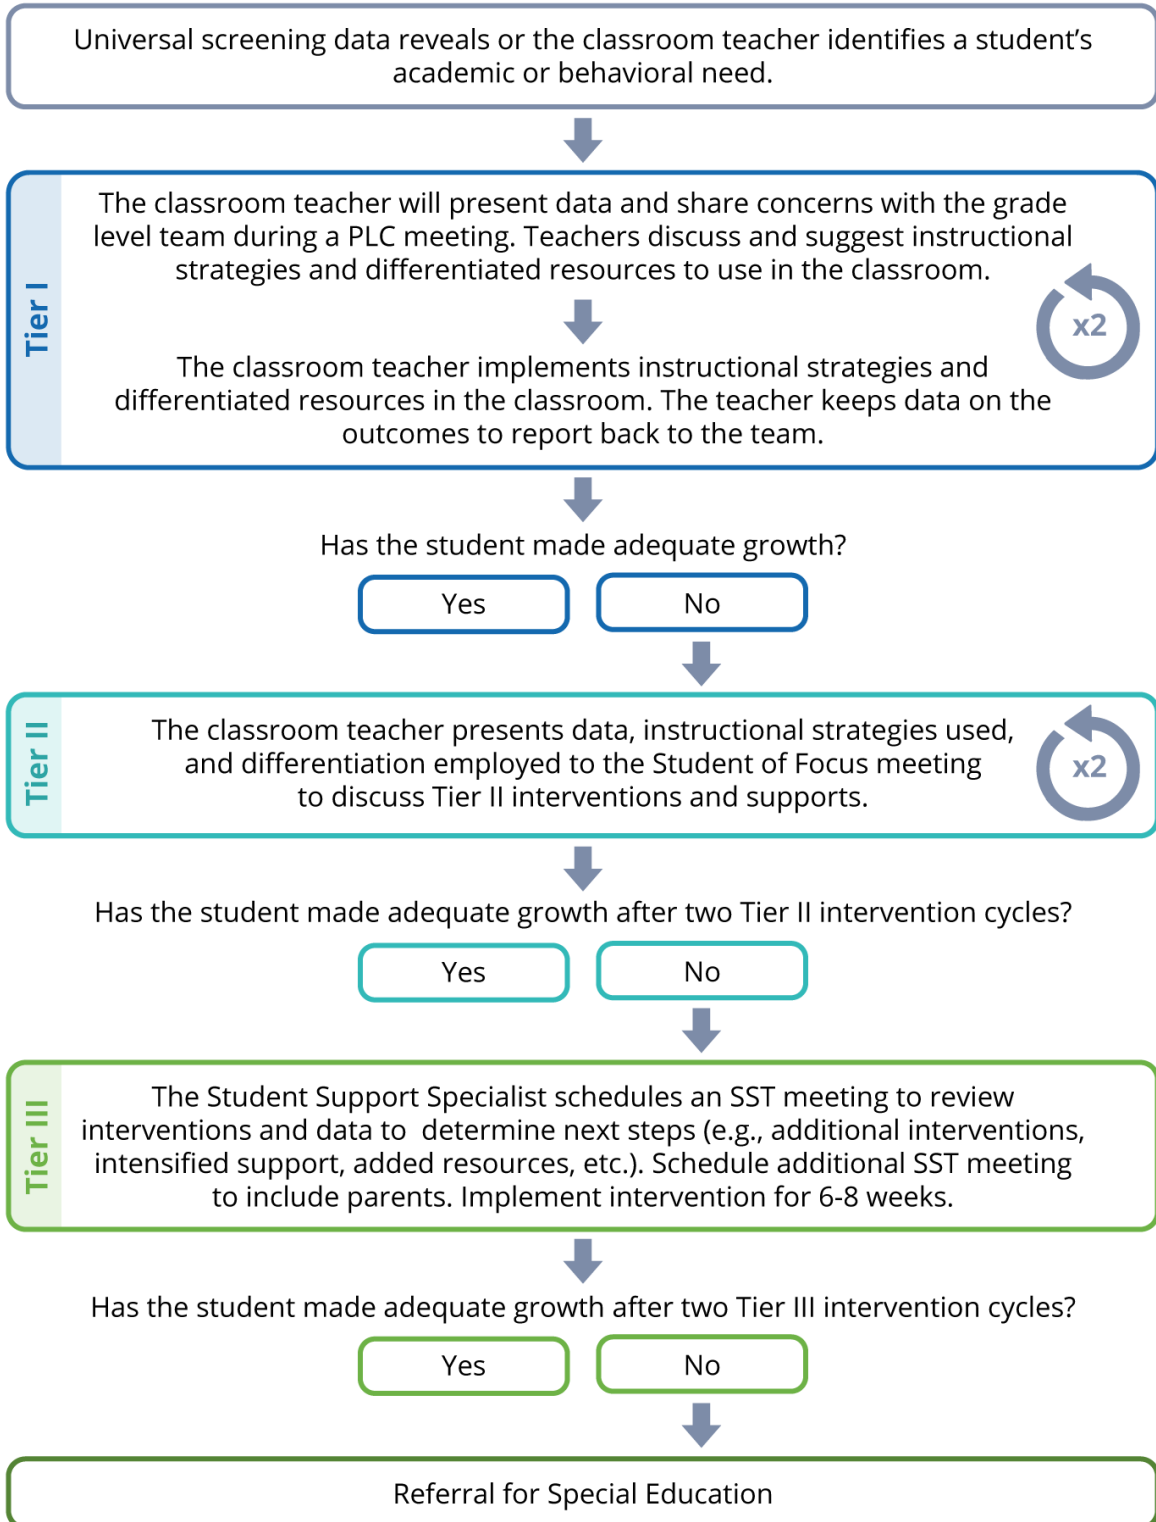 Universal screening data reveals or the classroom teacher identifies a student’s
academic or behavioral need.
Tier I
The classroom teacher will present data and share concerns with the grade
level team during a PLC meeting. Teachers discuss and suggest instructional
strategies and differentiated resources to use in the classroom.
x2
The classroom teacher implements instructional strategies and
differentiated resources in the classroom. The teacher keeps data on the
outcomes to report back to the team.
Has the student made adequate growth?
Yes
No
Tier II
The classroom teacher presents data, instructional strategies used,
and differentiation employed to the Student of Focus meeting
to discuss Tier II interventions and supports.
x2
Has the student made adequate growth after two Tier II intervention cycles?
Yes
No
Tier III
The Student Support Specialist schedules an SST meeting to review
interventions and data to  determine next steps (e.g., additional interventions,
intensified support, added resources, etc.). Schedule additional SST meeting
to include parents. Implement intervention for 6-8 weeks.
Has the student made adequate growth after two Tier III intervention cycles?
Yes
No
Referral for Special Education